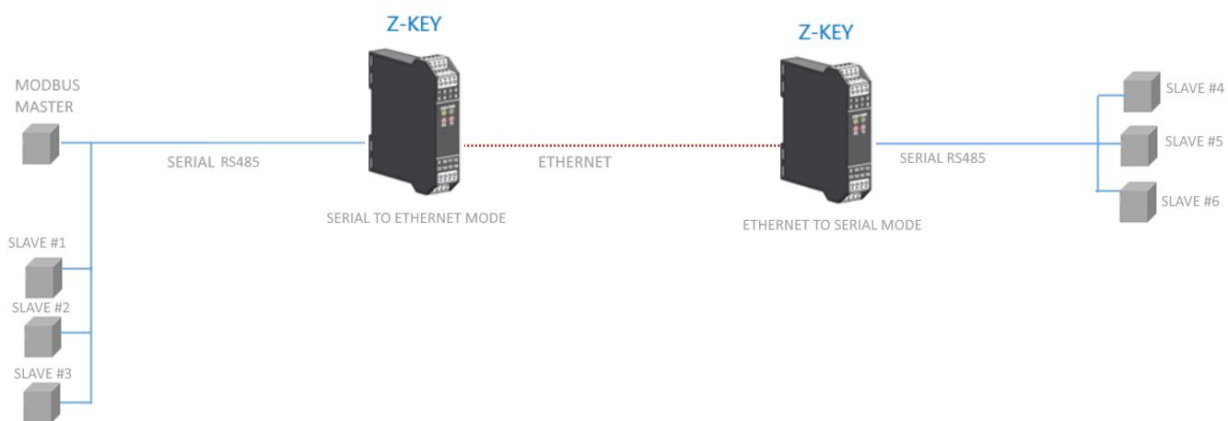 Z-KEY
Z-KEY
MODBUS
MASTER
SERIAL RS485
ETHERNET
SERIAL RS485
SLAVE #4
SLAVE #5
SLAVE #6
SERIAL TO ETHERNET MODE
ETHERNET TO SERIAL MODE
SLAVE #1
SLAVE #2
SLAVE #3